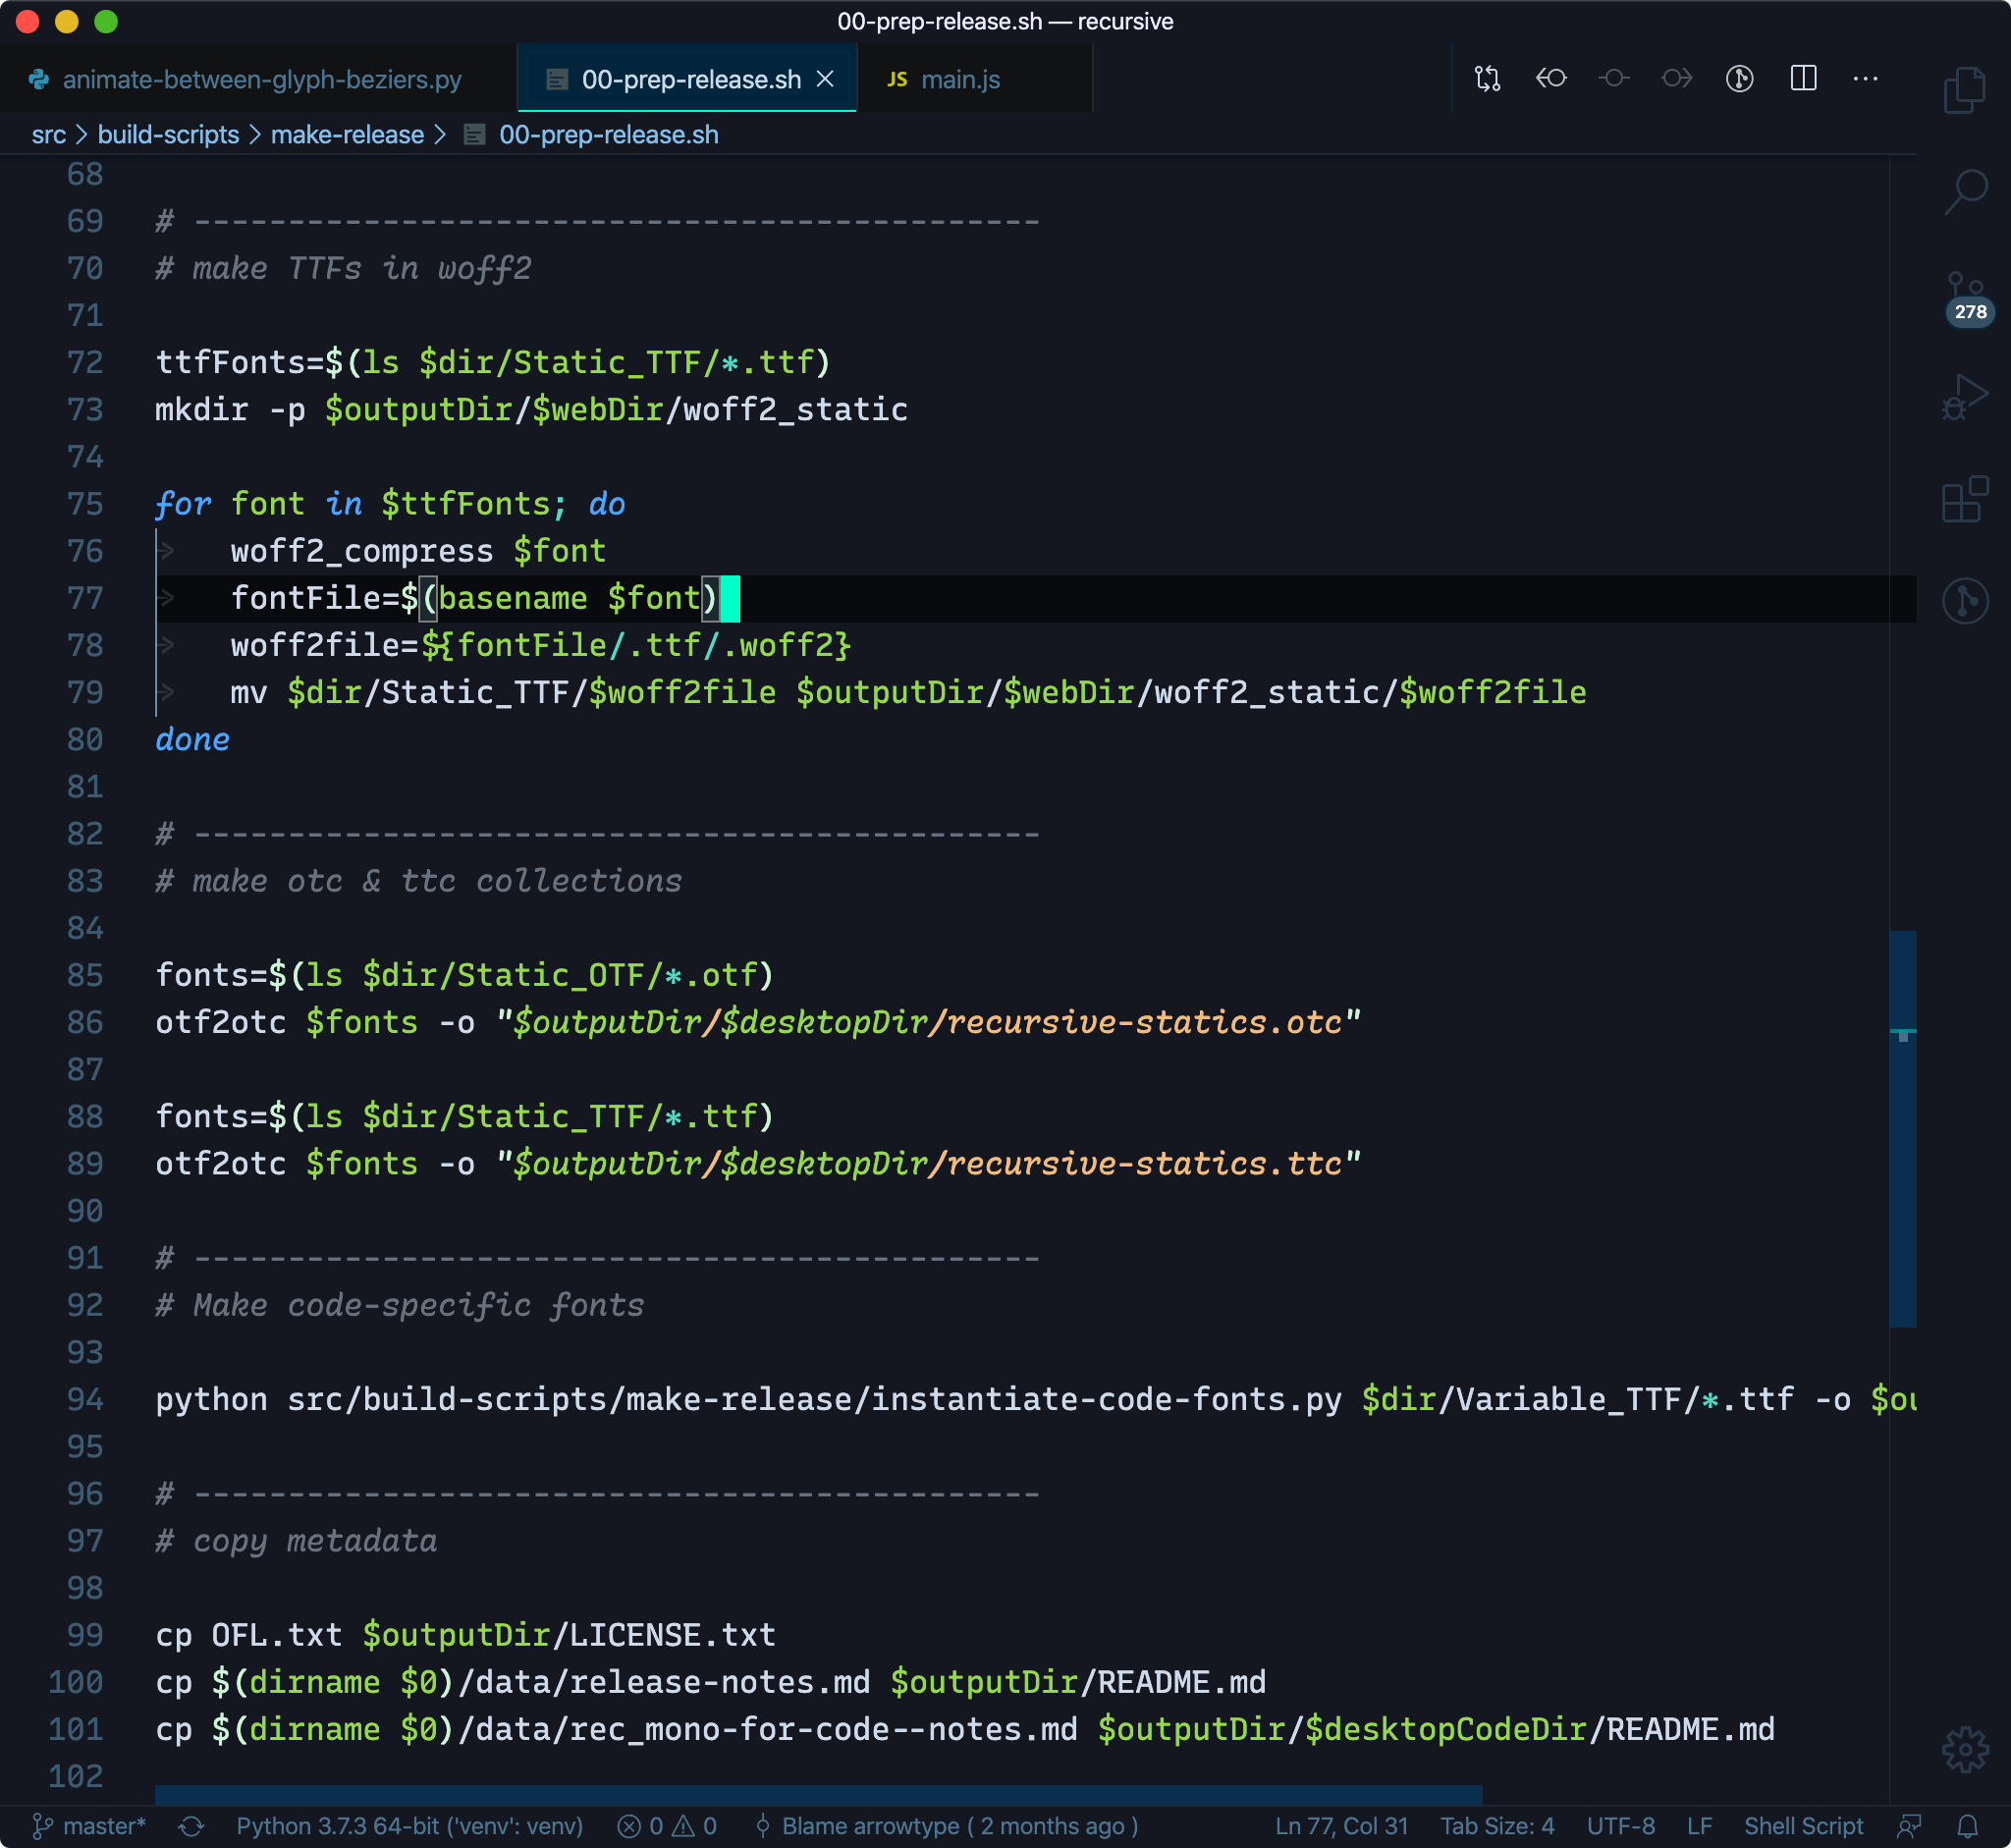 00-prep-release.sh — recursive
animate-between-glyph-beziers.py
00-prep-release.sh
JS main.js
src > build-scripts > make-release > 00-prep-release.sh
68
69 # ---------------------------------------------
70 # make TTFs in woff2
71
72 ttfFonts=$(ls $dir/Static_TTF/*.ttf)
73 mkdir -p $outputDir/$webDir/woff2_static
74
75 for font in $ttfFonts; do
76 woff2_compress $font
77 fontFile=$(basename $font)
78 woff2file=${fontFile/.ttf/.woff2}
79 mv $dir/Static_TTF/$woff2file $outputDir/$webDir/woff2_static/$woff2file
80 done
81
82 # ---------------------------------------------
83 # make otc & ttc collections
84
85 fonts=$(ls $dir/Static_OTF/*.otf)
86 otf2otc $fonts -o "$outputDir/$desktopDir/recursive-statics.otc"
87
88 fonts=$(ls $dir/Static_TTF/*.ttf)
89 otf2otc $fonts -o "$outputDir/$desktopDir/recursive-statics.ttc"
90
91 # ---------------------------------------------
92 # Make code-specific fonts
93
94 python src/build-scripts/make-release/instantiate-code-fonts.py $dir/Variable_TTF/*.ttf -o $ou
95
96 # ---------------------------------------------
97 # copy metadata
98
99 cp OFL.txt $outputDir/LICENSE.txt
100 cp $(dirname $0)/data/release-notes.md $outputDir/README.md
101 cp $(dirname $0)/data/rec_mono-for-code--notes.md $outputDir/$desktopCodeDir/README.md
102
278
master* Python 3.7.3 64-bit ('venv': venv) 0 0 Blame arrowtype ( 2 months ago ) Ln 77, Col 31 Tab Size: 4 UTF-8 LF Shell Script